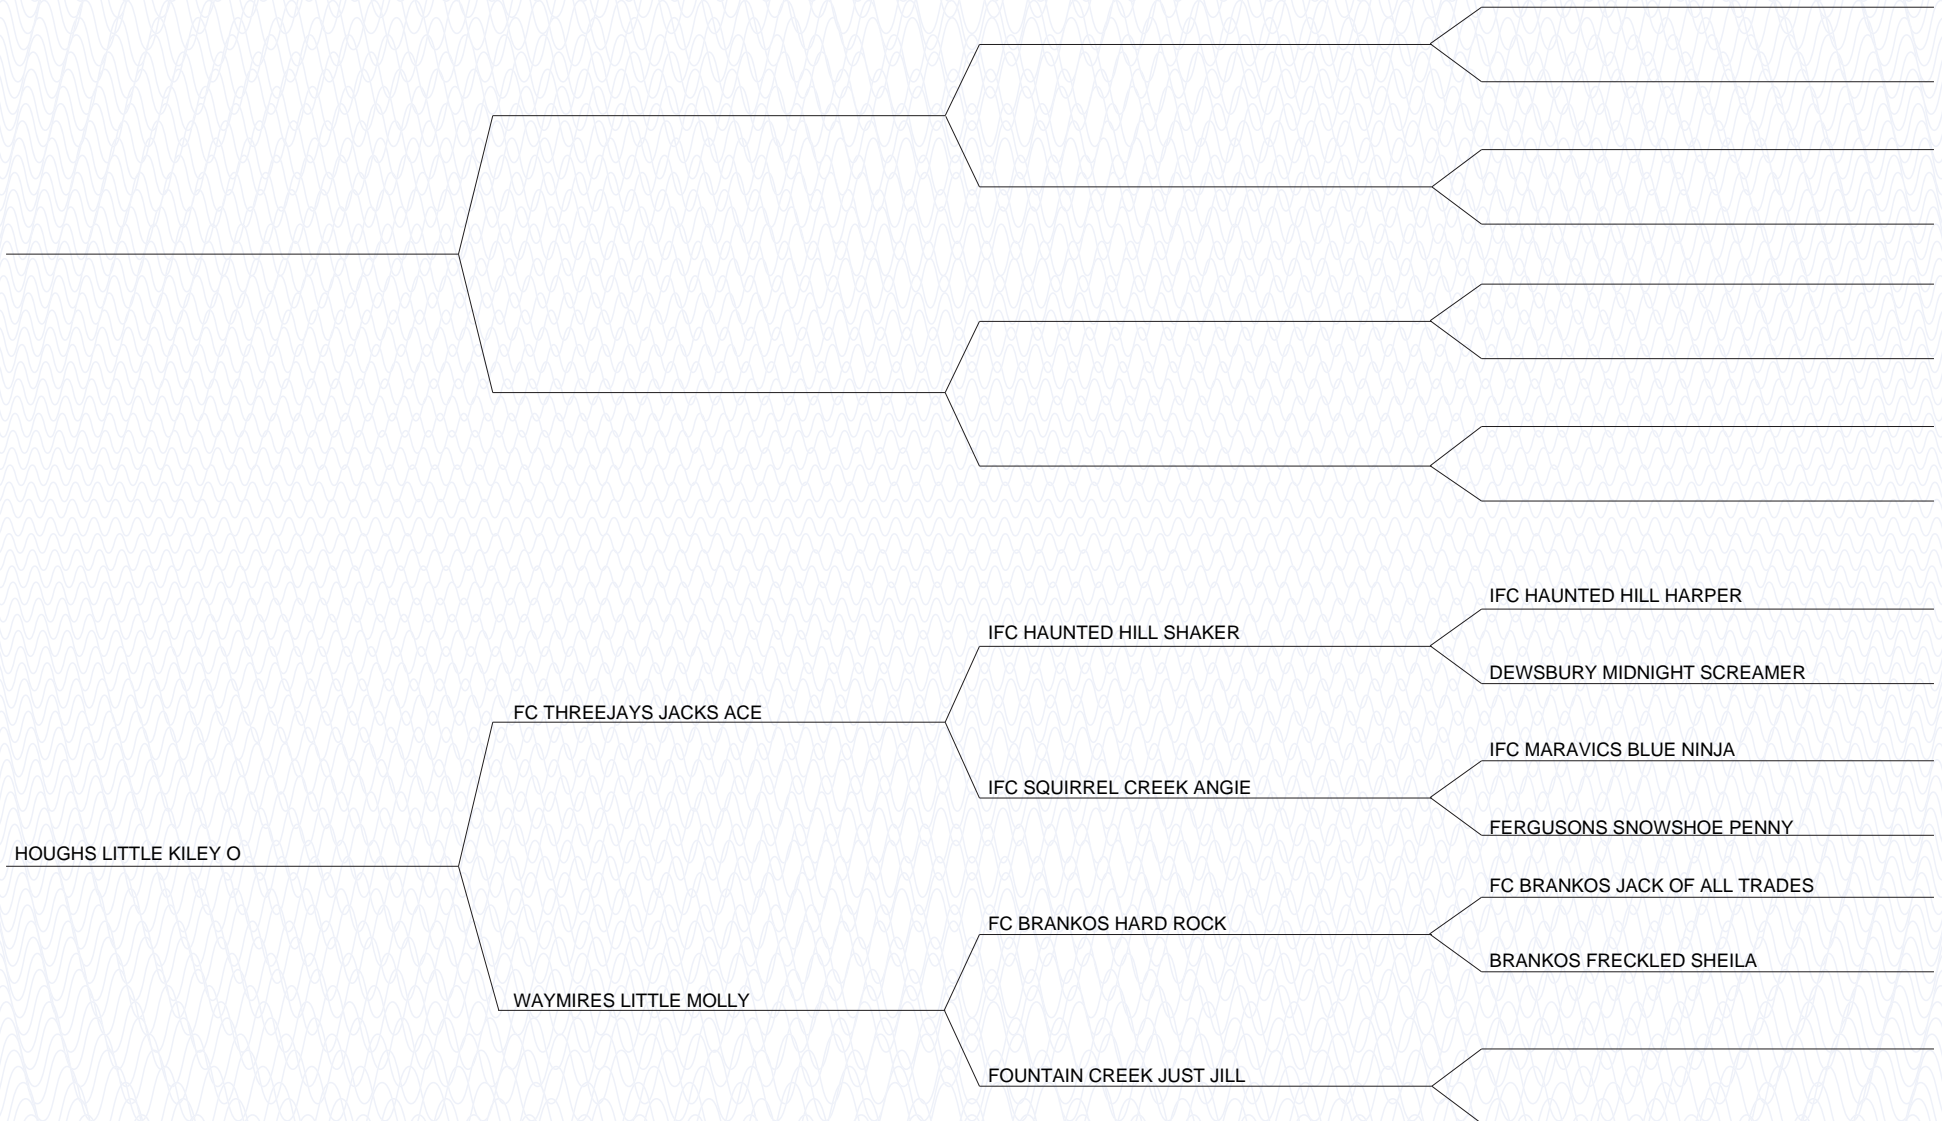 IFC HAUNTED HILL HARPER
IFC HAUNTED HILL SHAKER
DEWSBURY MIDNIGHT SCREAMER
FC THREEJAYS JACKS ACE
IFC MARAVICS BLUE NINJA
IFC SQUIRREL CREEK ANGIE
FERGUSONS SNOWSHOE PENNY
HOUGHS LITTLE KILEY O
FC BRANKOS JACK OF ALL TRADES
FC BRANKOS HARD ROCK
BRANKOS FRECKLED SHEILA
WAYMIRES LITTLE MOLLY
FOUNTAIN CREEK JUST JILL